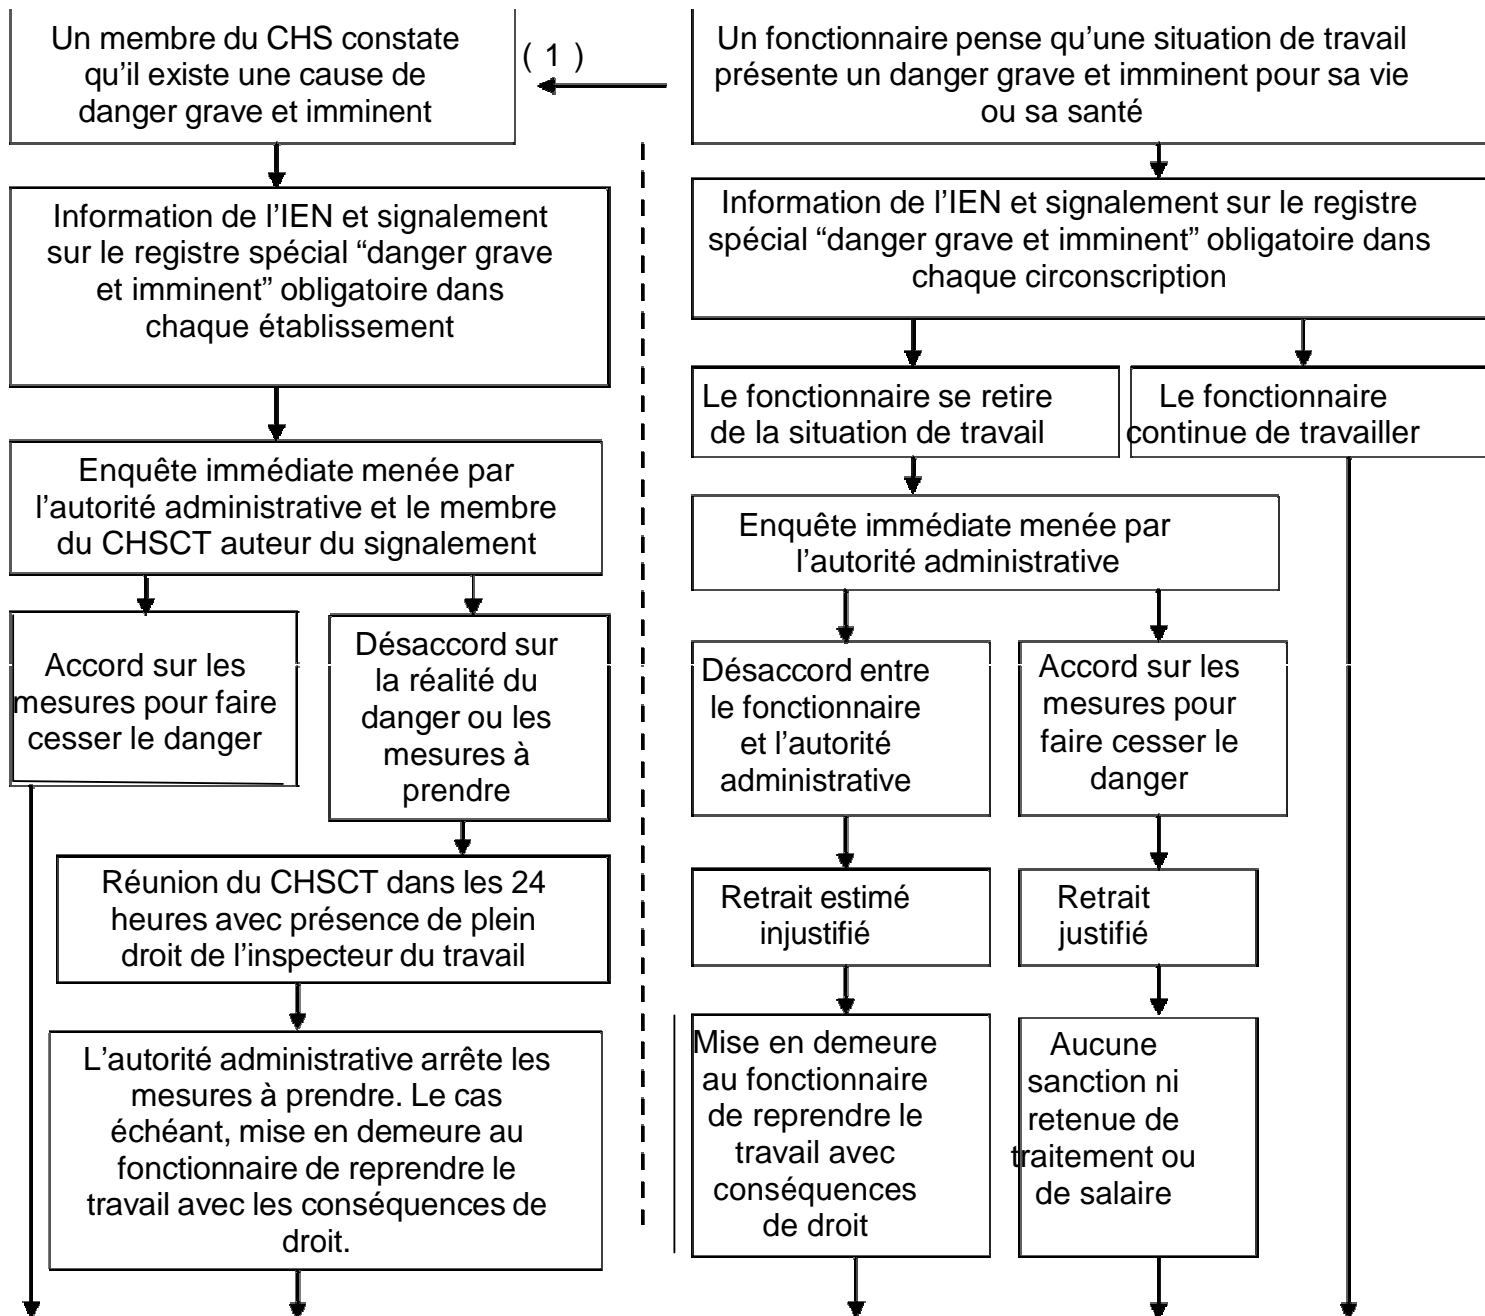 Un membre du CHS constate
qu’il existe une cause de
danger grave et imminent
( 1 )
Un fonctionnaire pense qu’une situation de travail
présente un danger grave et imminent pour sa vie
ou sa santé
Information de l’IEN et signalement
sur le registre spécial “danger grave
et imminent” obligatoire dans
chaque établissement
Information de l’IEN et signalement sur le registre
spécial “danger grave et imminent” obligatoire dans
chaque circonscription
Le fonctionnaire se retire
de la situation de travail
Le fonctionnaire
continue de travailler
Enquête immédiate menée par
l’autorité administrative et le membre
du CHSCT auteur du signalement
Enquête immédiate menée par
l’autorité administrative
Accord sur les
mesures pour faire
cesser le danger
Désaccord sur
la réalité du
danger ou les
mesures à
prendre
Désaccord entre
le fonctionnaire
et l’autorité
administrative
Accord sur les
mesures pour
faire cesser le
danger
Réunion du CHSCT dans les 24
heures avec présence de plein
droit de l’inspecteur du travail
Retrait estimé
injustifié
Retrait
justifié
L’autorité administrative arrête les
mesures à prendre. Le cas
échéant, mise en demeure au
fonctionnaire de reprendre le
travail avec les conséquences de
droit.
Mise en demeure
au fonctionnaire
de reprendre le
travail avec
conséquences
de droit
Aucune
sanction ni
retenue de
traitement ou
de salaire